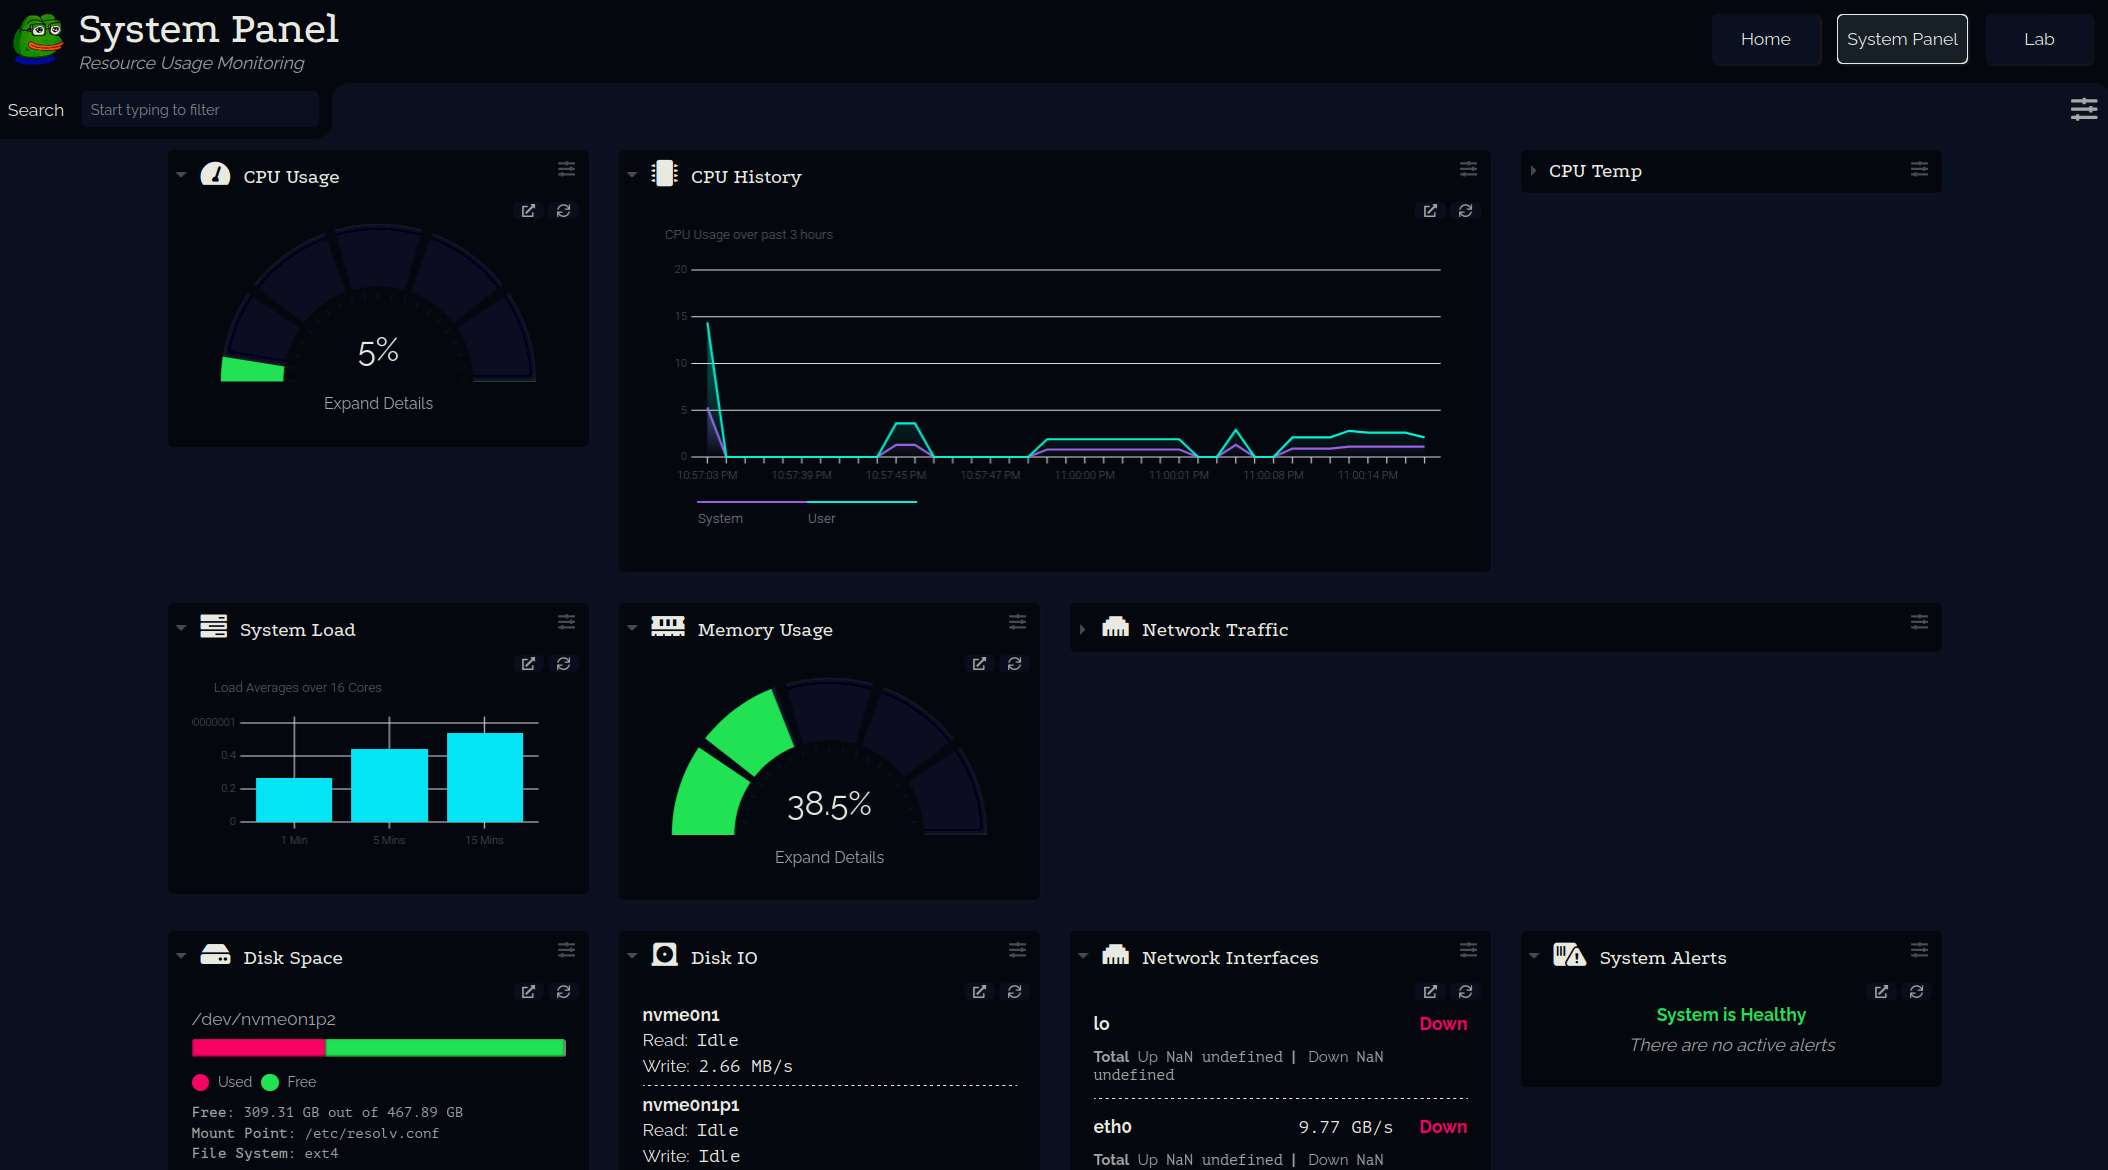 System Panel
Resource Usage Monitoring
Home
System Panel
Lab
Search
Start typing to filter
CPU Usage
5%
Expand Details
CPU History
CPU Usage over past 3 hours
20
15
10
5
0
10:57:03 PM 10:57:39 PM 10:57:45 PM 10:57:47 PM 11:00:00 PM 11:00:01 PM 11:00:08 PM 11:00:14 PM
System User
CPU Temp
System Load
Load Averages over 16 Cores
0000001
0.4
0.2
0
1 Min 5 Mins 15 Mins
Memory Usage
38.5%
Expand Details
Network Traffic
Disk Space
/dev/nvme0n1p2
Used Free
Free: 309.31 GB out of 467.89 GB
Mount Point: /etc/resolv.conf
File System: ext4
Disk IO
nvme0n1
Read: Idle
Write: 2.66 MB/s
nvme0n1p1
Read: Idle
Write: Idle
Network Interfaces
lo Down
Total Up NaN undefined | Down NaN
undefined
eth0 9.77 GB/s Down
Total Up NaN undefined | Down NaN
System Alerts
System is Healthy
There are no active alerts